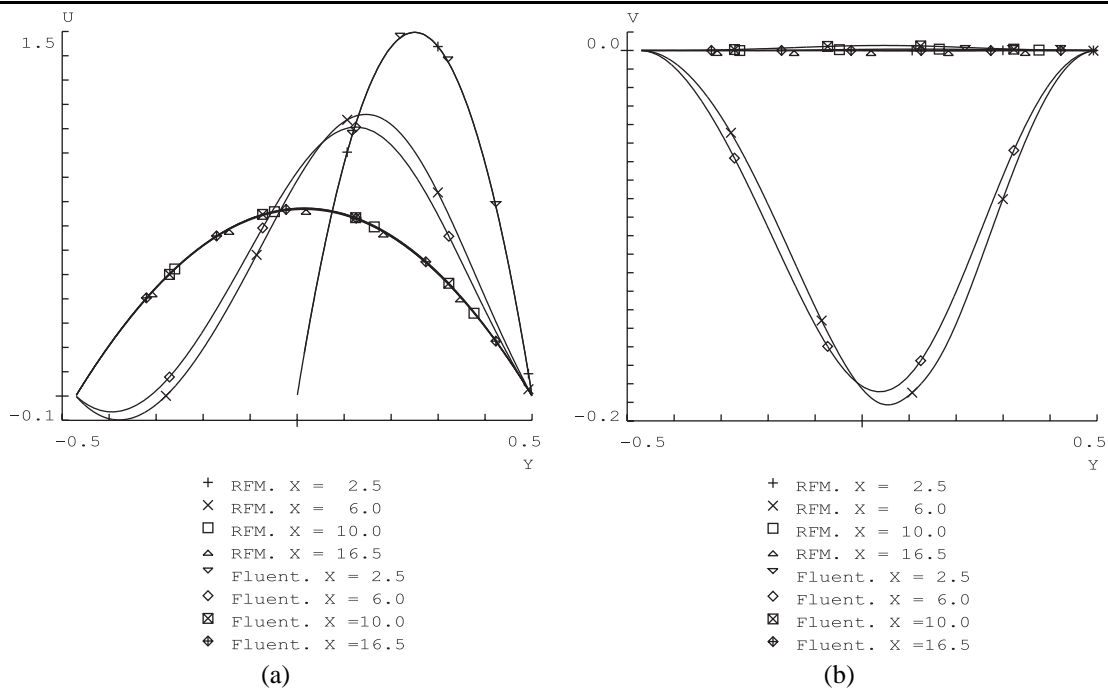 U
1.5
-0.1
-0.5
0.5
Y
+ RFM. X = 2.5
× RFM. X = 6.0
□ RFM. X = 10.0
△ RFM. X = 16.5
▽ Fluent. X = 2.5
◇ Fluent. X = 6.0
⊠ Fluent. X =10.0
Fluent. X =16.5
(a)
V
0.0
-0.2
-0.5
0.5
Y
+ RFM. X = 2.5
× RFM. X = 6.0
□ RFM. X = 10.0
△ RFM. X = 16.5
▽ Fluent. X = 2.5
◇ Fluent. X = 6.0
⊠ Fluent. X =10.0
Fluent. X =16.5
(b)